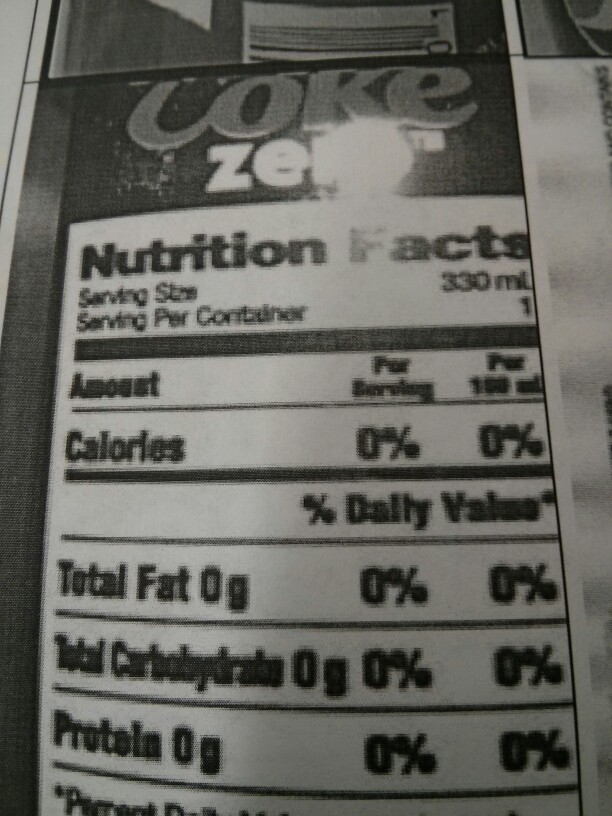 Coke
zero™
Nutrition Facts
Serving Size 330 mL
Serving Per Container 1
Amount Per Serving Per 100 ml
Calories 0% 0%
% Daily Value*
Total Fat 0 g 0% 0%
Total Carbohydrate 0 g 0% 0%
Protein 0 g 0% 0%
*Percent Daily